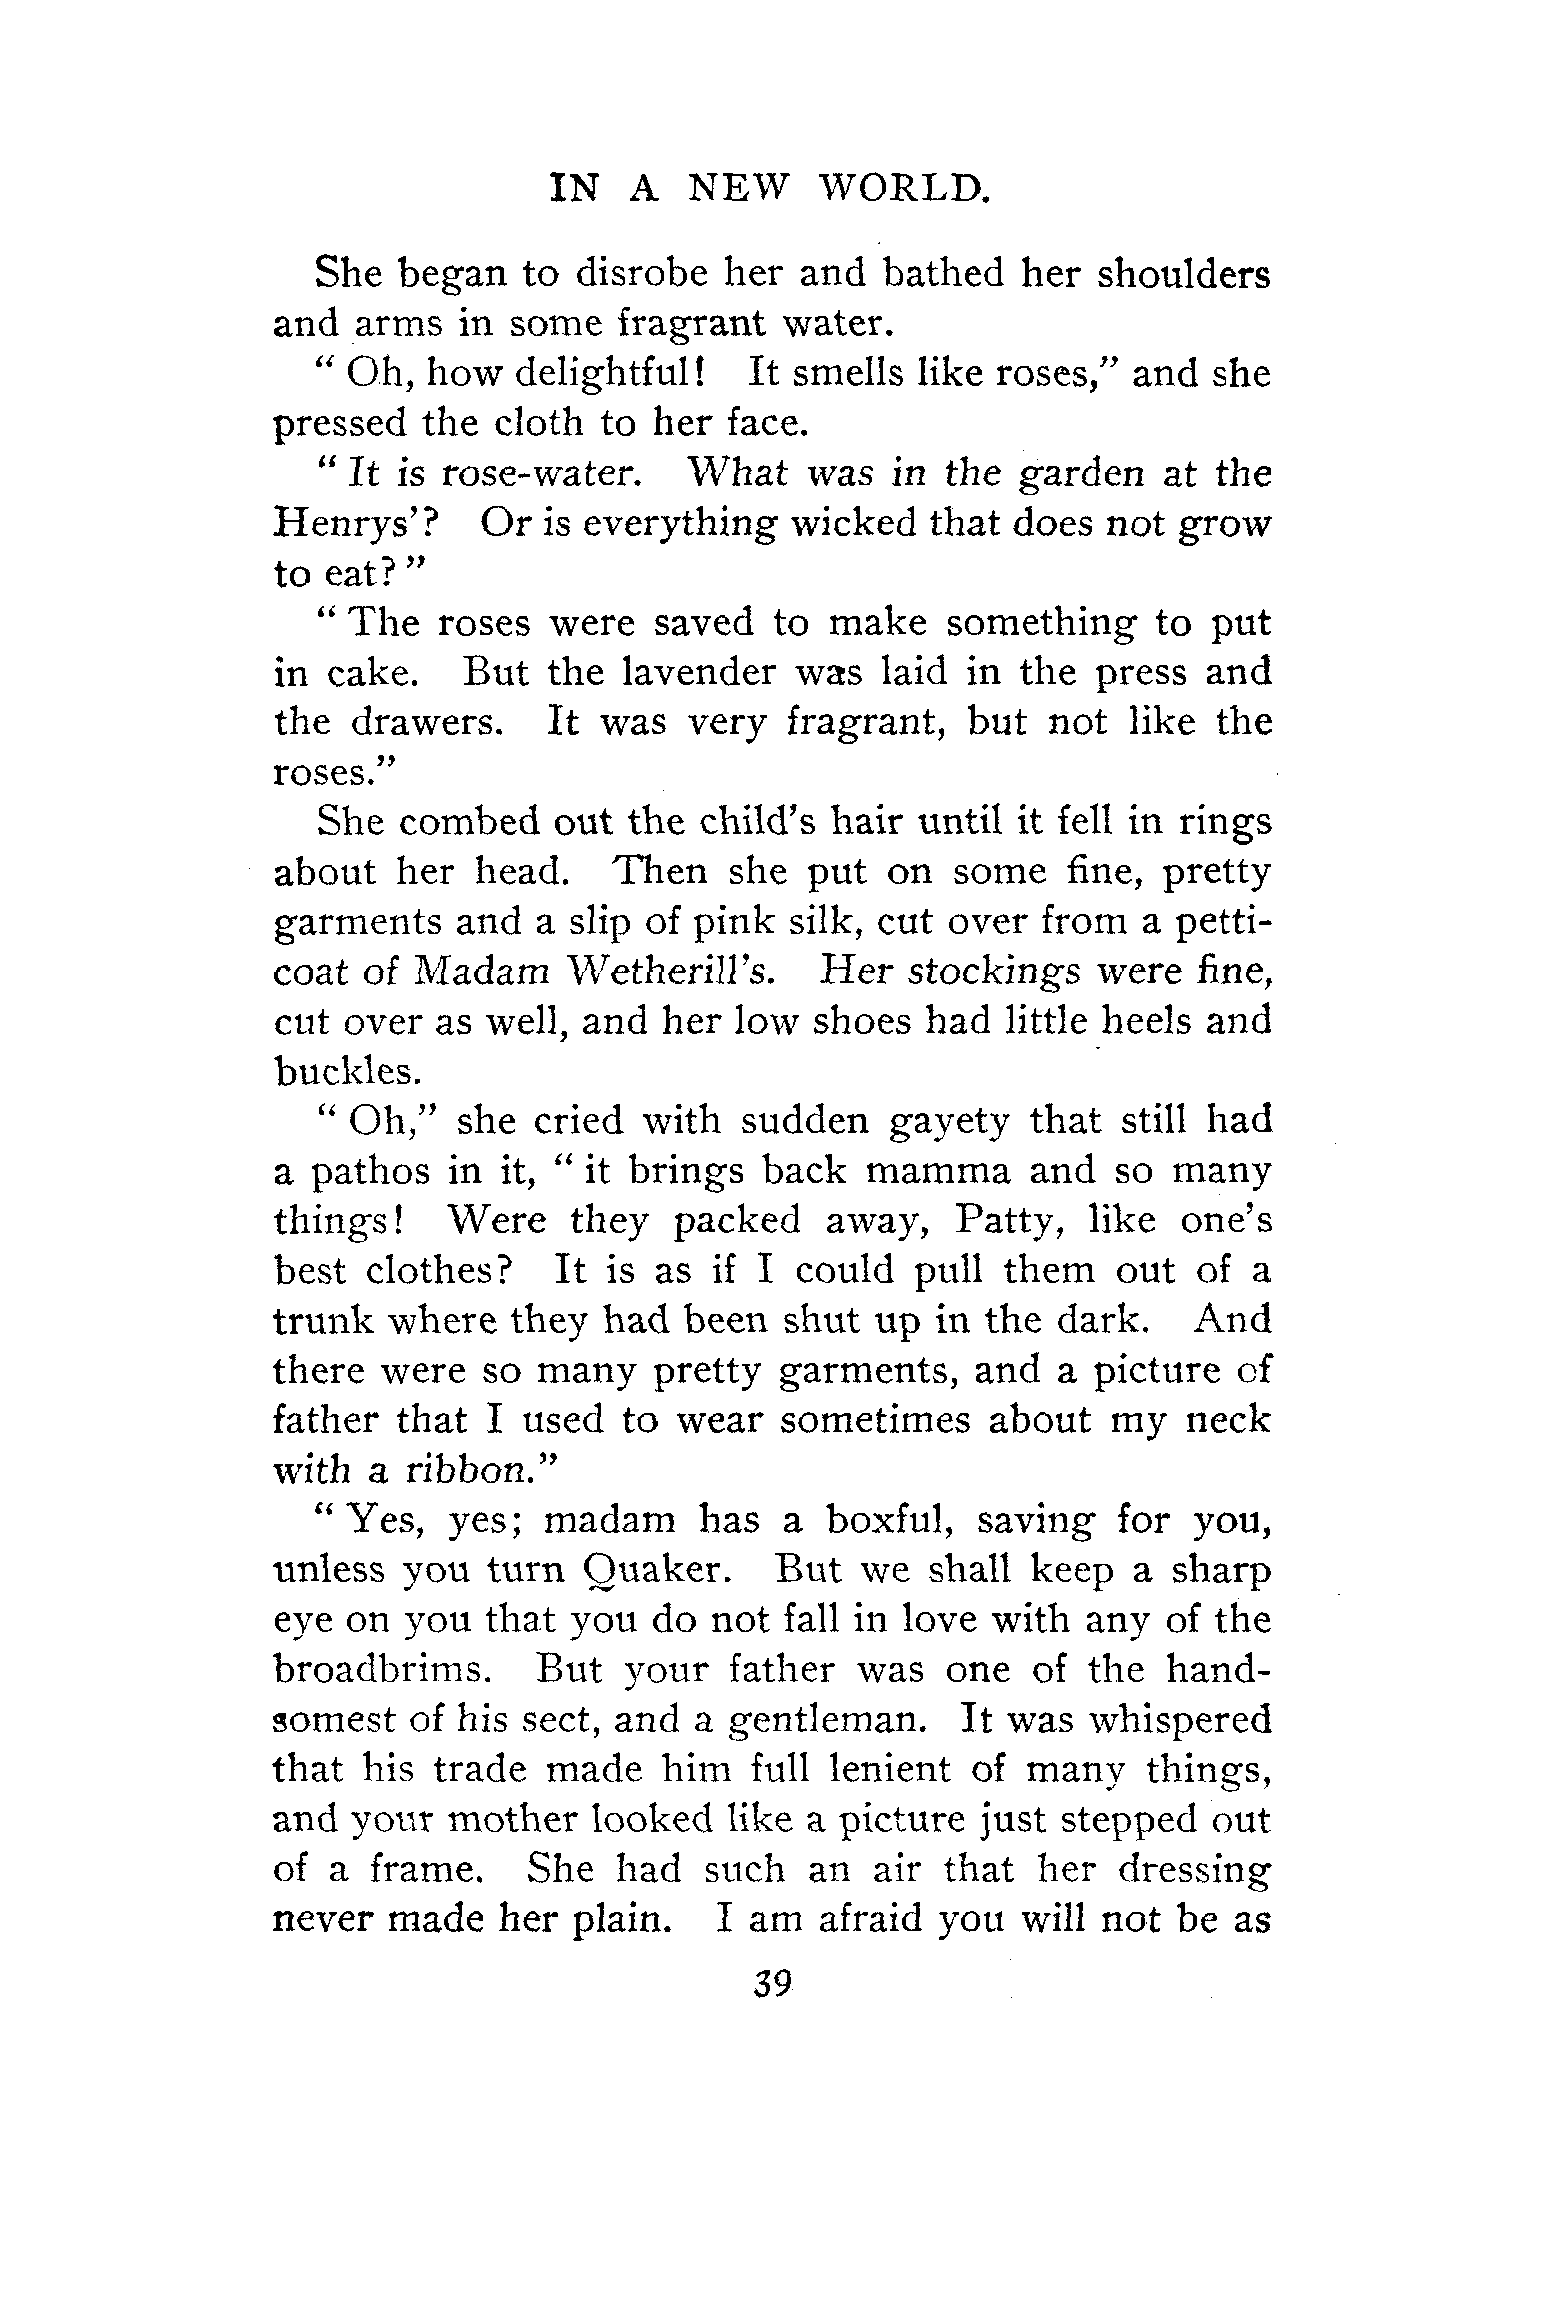 IN A NEW WORLD.
She began to disrobe her and bathed her shoulders
and arms in some fragrant water.
“ Oh, how delightful! It smells like roses,” and she
pressed the cloth to her face.
“ It is rose-water. What was in the garden at the
Henrys’? Or is everything wicked that does not grow
to eat? ”
“ The roses were saved to make something to put
in cake. But the lavender was laid in the press and
the drawers. It was very fragrant, but not like the
roses.”
She combed out the child’s hair until it fell in rings
about her head. Then she put on some fine, pretty
garments and a slip of pink silk, cut over from a petti-
coat of Madam Wetherill’s. Her stockings were fine,
cut over as well, and her low shoes had little heels and
buckles.
“ Oh,” she cried with sudden gayety that still had
a pathos in it, “ it brings back mamma and so many
things! Were they packed away, Patty, like one’s
best clothes? It is as if I could pull them out of a
trunk where they had been shut up in the dark. And
there were so many pretty garments, and a picture of
father that I used to wear sometimes about my neck
with a ribbon.”
“ Yes, yes; madam has a boxful, saving for you,
unless you turn Quaker. But we shall keep a sharp
eye on you that you do not fall in love with any of the
broadbrims. But your father was one of the hand-
somest of his sect, and a gentleman. It was whispered
that his trade made him full lenient of many things,
and your mother looked like a picture just stepped out
of a frame. She had such an air that her dressing
never made her plain. I am afraid you will not be as
39